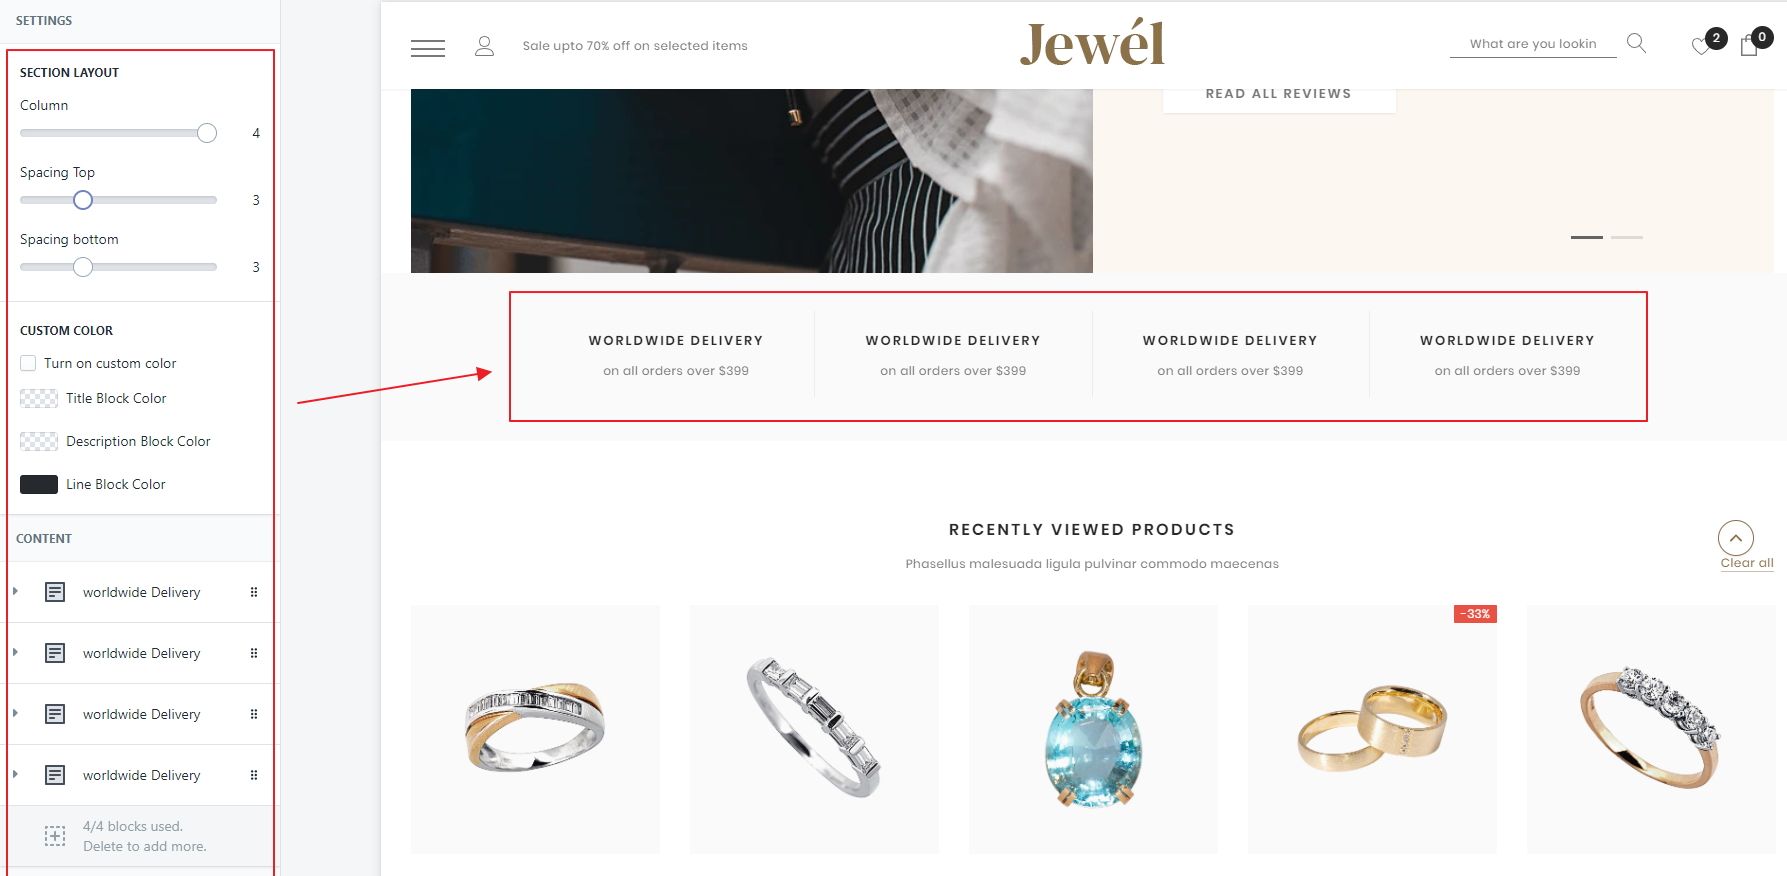 SETTINGS
SECTION LAYOUT
Column
4
Spacing Top
3
Spacing bottom
3
CUSTOM COLOR
Turn on custom color
Title Block Color
Description Block Color
Line Block Color
CONTENT
worldwide Delivery
worldwide Delivery
worldwide Delivery
worldwide Delivery
4/4 blocks used.
Delete to add more.
Sale upto 70% off on selected items
Jewél
What are you lookin
2
0
READ ALL REVIEWS
WORLDWIDE DELIVERY
on all orders over $399
WORLDWIDE DELIVERY
on all orders over $399
WORLDWIDE DELIVERY
on all orders over $399
WORLDWIDE DELIVERY
on all orders over $399
RECENTLY VIEWED PRODUCTS
Phasellus malesuada ligula pulvinar commodo maecenas
Clear all
-33%